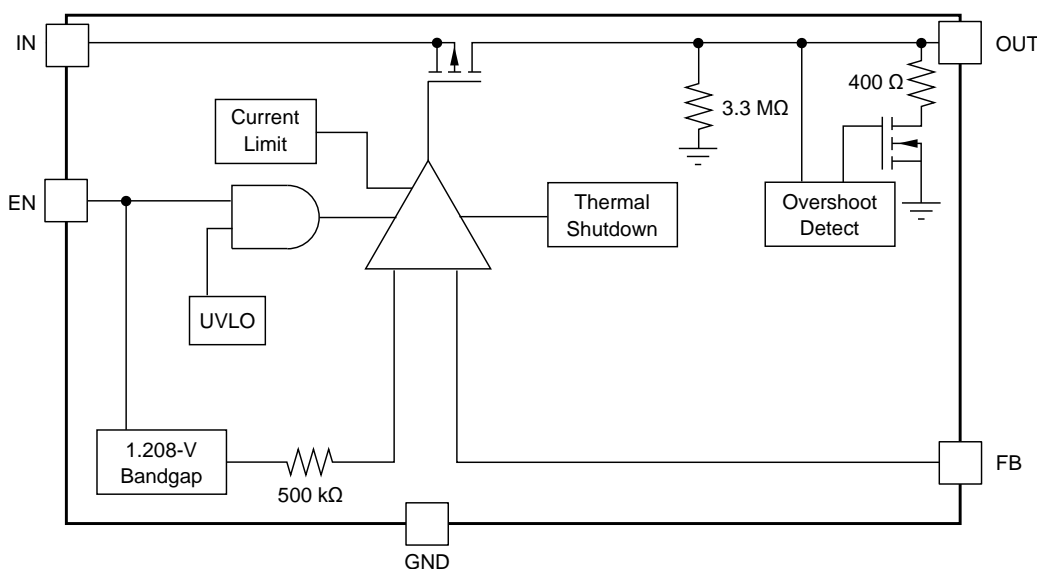 IN
OUT
400 Ω
3.3 MΩ
Current
Limit
EN
Thermal
Shutdown
Overshoot
Detect
UVLO
1.208-V
Bandgap
500 kΩ
FB
GND